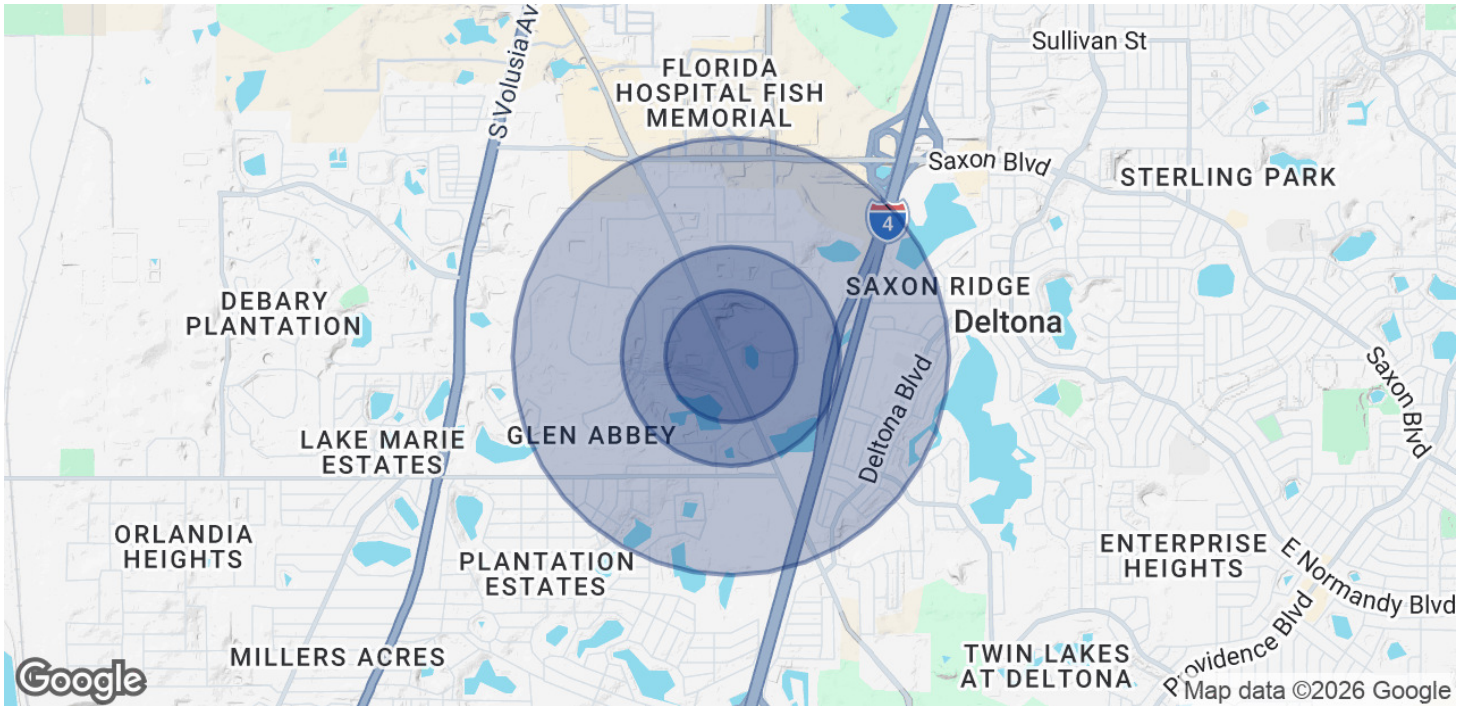 Sullivan St
S Volusia Av
FLORIDA
HOSPITAL FISH
MEMORIAL
Saxon Blvd
STERLING PARK
4
SAXON RIDGE
DEBARY
PLANTATION
Deltona
Saxon Blvd
Deltona Blvd
GLEN ABBEY
LAKE MARIE
ESTATES
ORLANDIA
HEIGHTS
PLANTATION
ESTATES
ENTERPRISE
HEIGHTS
E Normandy Blvd
Providence Blvd
MILLERS ACRES
TWIN LAKES
AT DELTONA
Google
Map data ©2026 Google